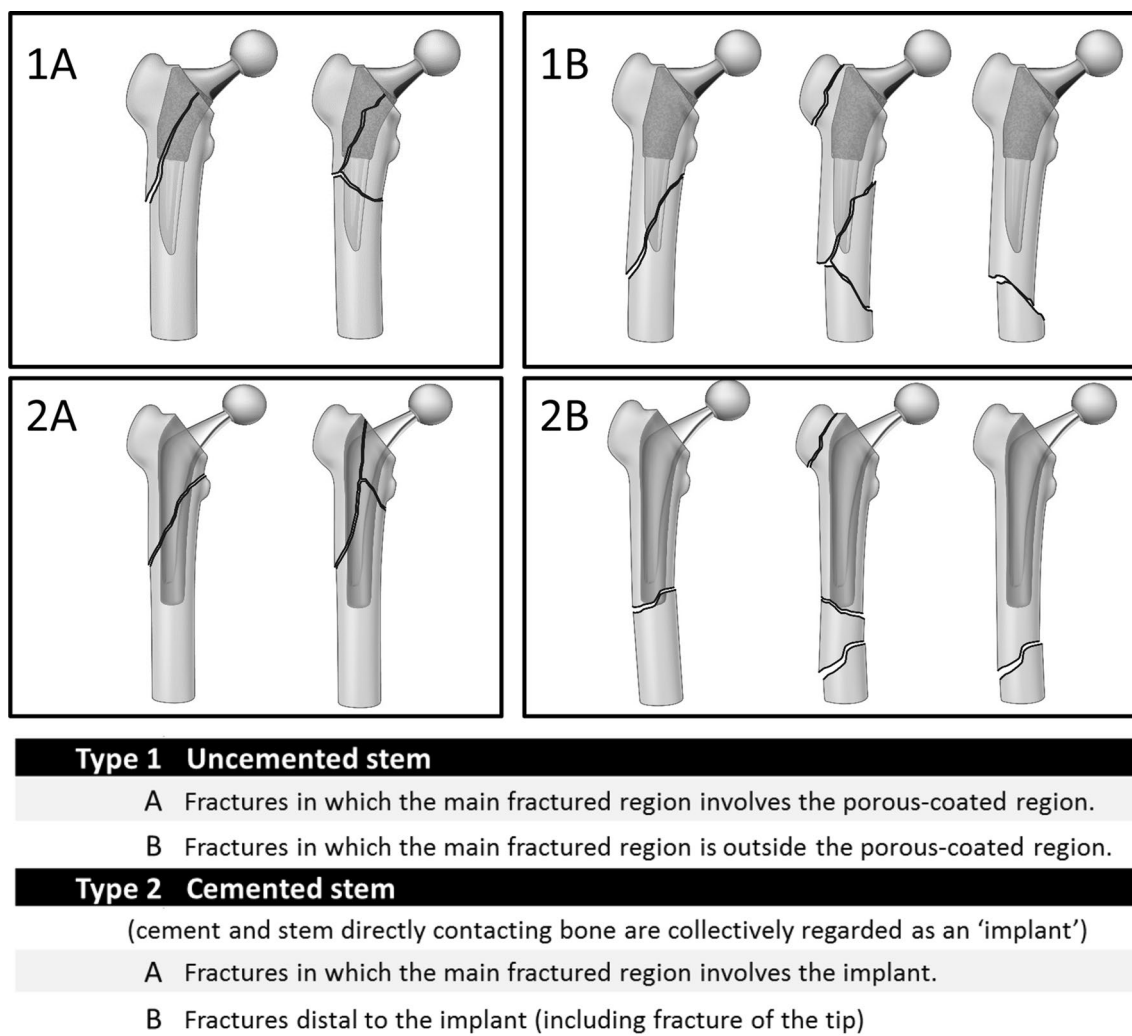 1A
1B
2A
2B
Type 1 Uncemented stem
A Fractures in which the main fractured region involves the porous-coated region.
B Fractures in which the main fractured region is outside the porous-coated region.
Type 2 Cemented stem
(cement and stem directly contacting bone are collectively regarded as an ‘implant’)
A Fractures in which the main fractured region involves the implant.
B Fractures distal to the implant (including fracture of the tip)